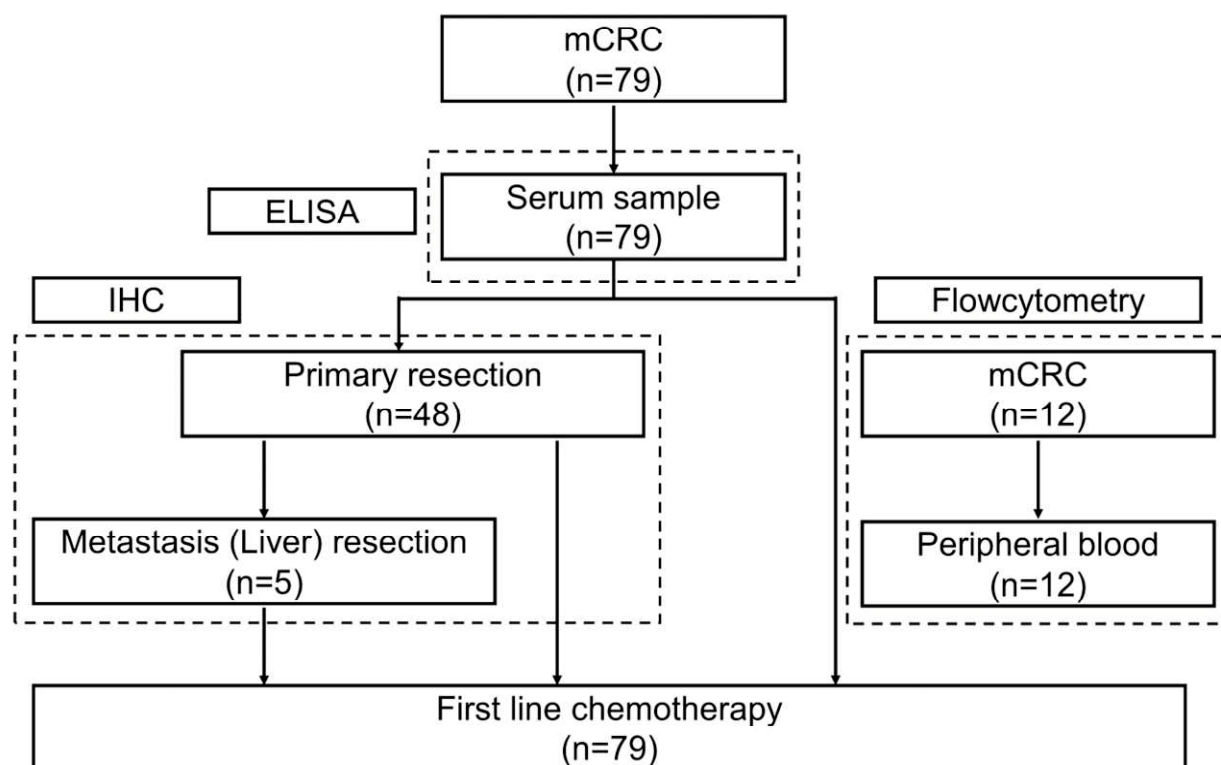 mCRC
(n=79)
ELISA
Serum sample
(n=79)
IHC
Flowcytometry
Primary resection
(n=48)
mCRC
(n=12)
Metastasis (Liver) resection
(n=5)
Peripheral blood
(n=12)
First line chemotherapy
(n=79)